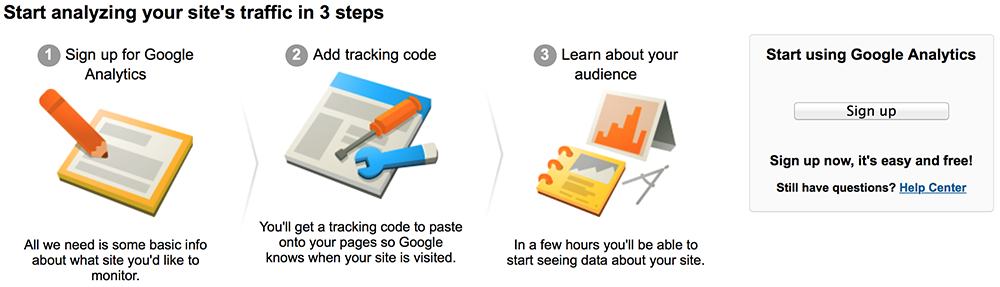 Start analyzing your site's traffic in 3 steps
1 Sign up for Google
Analytics
All we need is some basic info
about what site you'd like to
monitor.
2 Add tracking code
You'll get a tracking code to paste
onto your pages so Google
knows when your site is visited.
3 Learn about your
audience
In a few hours you'll be able to
start seeing data about your site.
Start using Google Analytics
Sign up
Sign up now, it's easy and free!
Still have questions? Help Center